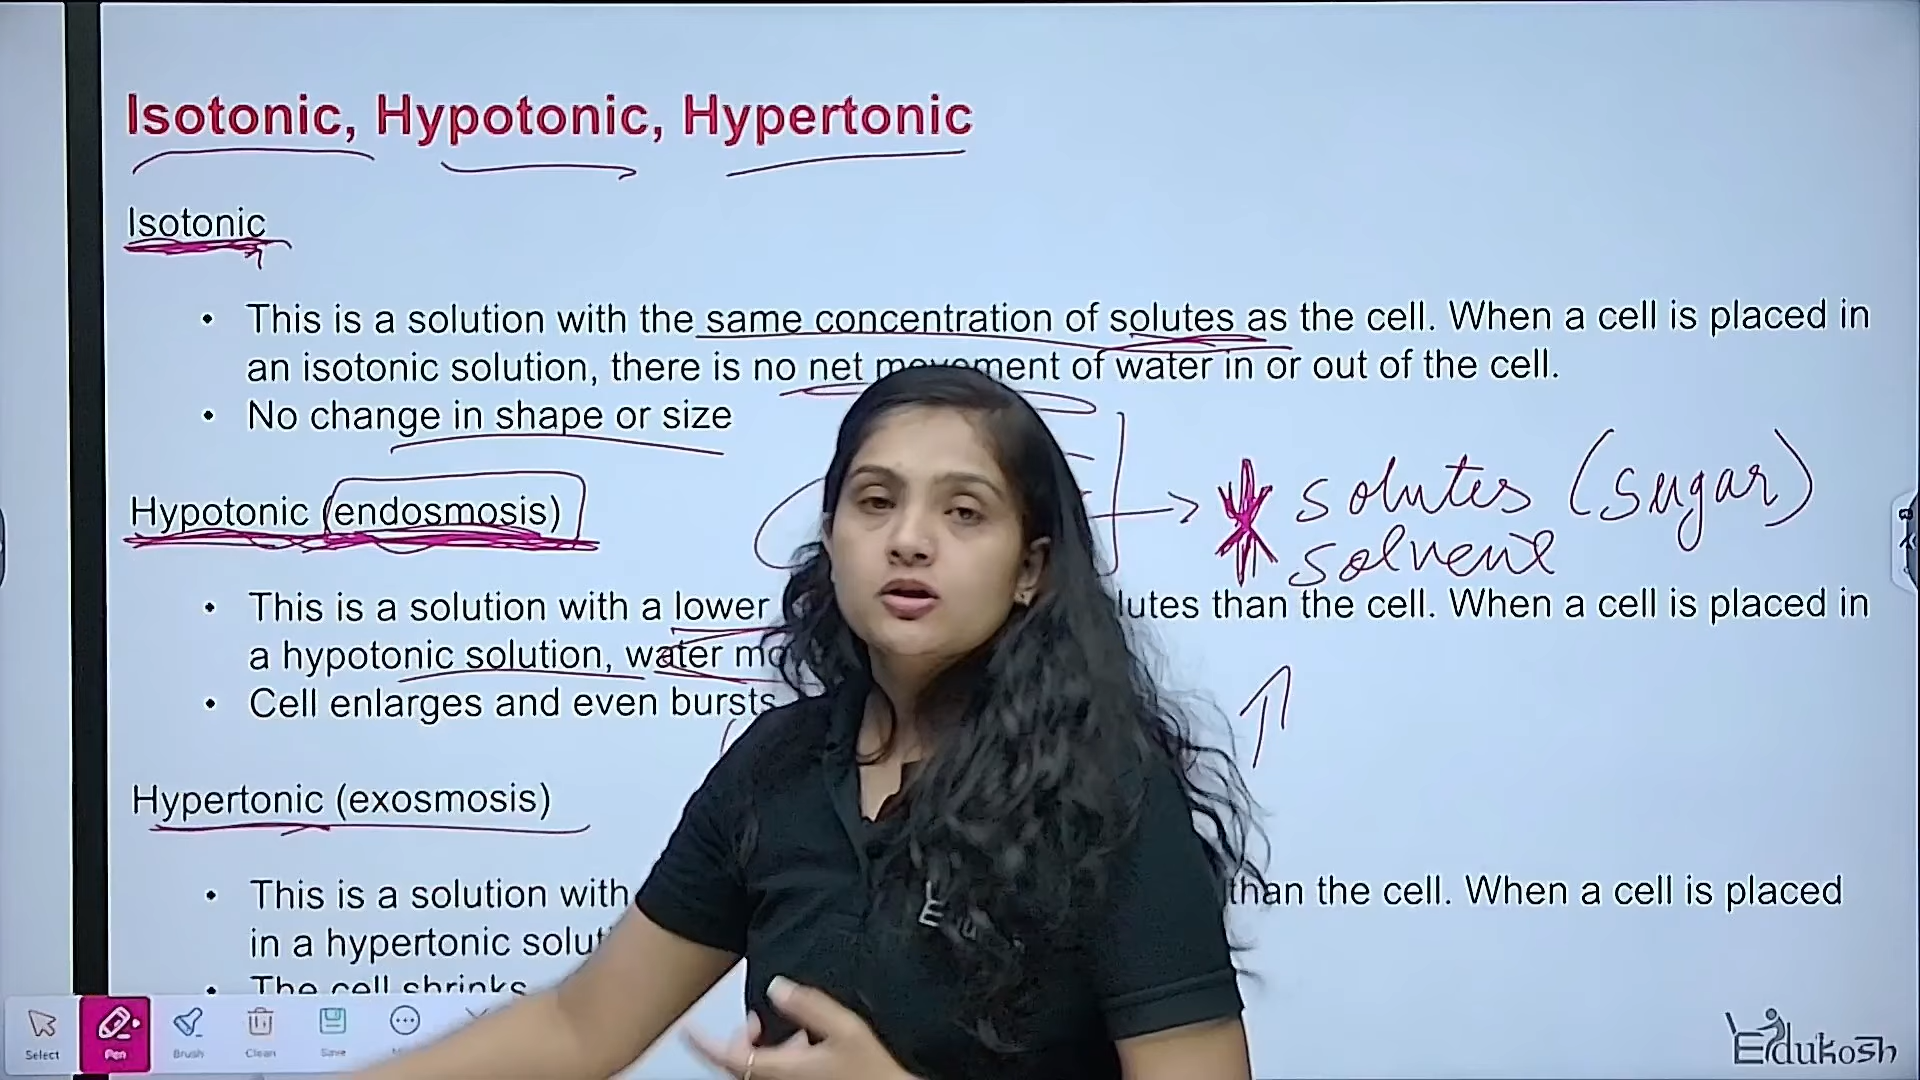 Isotonic, Hypotonic, Hypertonic
Isotonic
• This is a solution with the same concentration of solutes as the cell. When a cell is placed in
an isotonic solution, there is no net movement of water in or out of the cell.
• No change in shape or size
solutes (sugar)
solvent
Hypotonic (endosmosis)
• This is a solution with a lower than the cell. When a cell is placed in
a hypotonic solution, water
• Cell enlarges and even bursts
Hypertonic (exosmosis)
• This is a solution with than the cell. When a cell is placed
in a hypertonic
• The cell shrinks
Select Pen Brush Clean Save
Edukosh